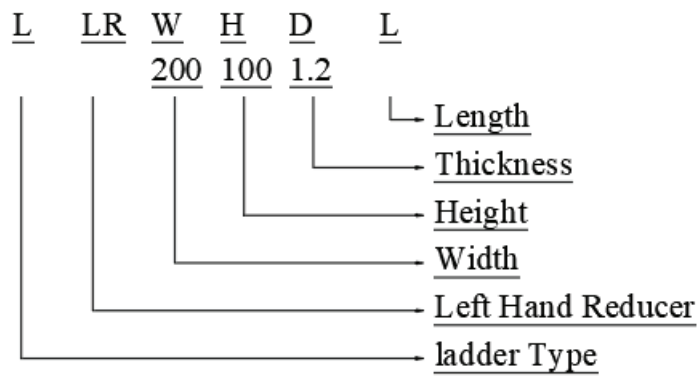 L LR W H D L
200 100 1.2
Length
Thickness
Height
Width
Left Hand Reducer
ladder Type